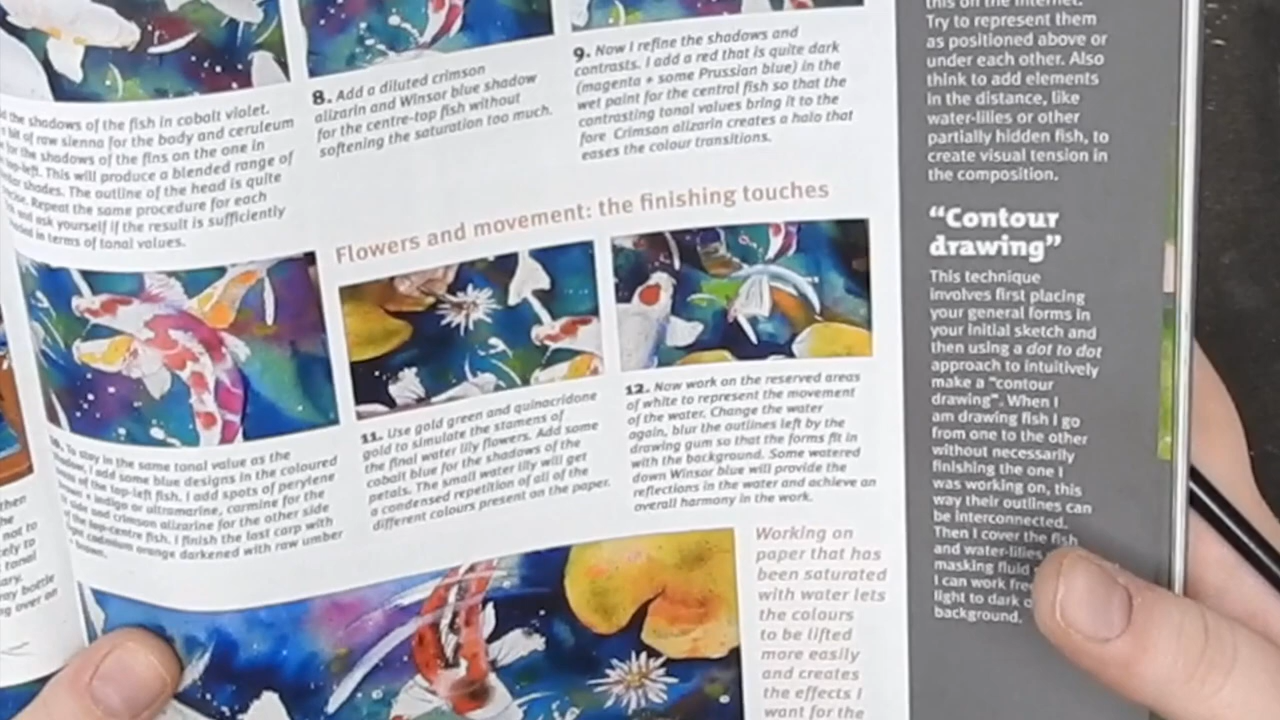 the shadows of the fish in cobalt violet.
bit of raw sienna for the body and ceruleum
for the shadows of the fins on the one in
top-left. This will produce a blended range of
shades. The outline of the head is quite
Repeat the same procedure for each
and ask yourself if the result is sufficiently
in terms of tonal values.
8. Add a diluted crimson
alizarin and Winsor blue shadow
for the centre-top fish without
softening the saturation too much.
9. Now I refine the shadows and
contrasts. I add a red that is quite dark
(magenta + some Prussian blue) in the
wet paint for the central fish so that the
contrasting tonal values bring it to the
fore Crimson alizarin creates a halo that
eases the colour transitions.
Flowers and movement: the finishing touches
10. To stay in the same tonal value as the
I add some blue designs in the coloured
of the top-left fish. I add spots of perylene
+ indigo or ultramarine, carmine for the
side and crimson alizarine for the other side
of the top-centre fish. I finish the last carp with
cadmium orange darkened with raw umber
11. Use gold green and quinacridone
gold to simulate the stamens of
the final water lily flowers. Add some
cobalt blue for the shadows of the
petals. The small water lily will get
a condensed repetition of all of the
different colours present on the paper.
12. Now work on the reserved areas
of white to represent the movement
of the water. Change the water
again, blur the outlines left by the
drawing gum so that the forms fit in
with the background. Some watered
down Winsor blue will provide the
reflections in the water and achieve an
overall harmony in the work.
then
not to
tonal
bottle
over on
Working on
paper that has
been saturated
with water lets
the colours
to be lifted
more easily
and creates
the effects I
want for the
this on the internet.
Try to represent them
as positioned above or
under each other. Also
think to add elements
in the distance, like
water-lilies or other
partially hidden fish, to
create visual tension in
the composition.
“Contour
drawing”
This technique
involves first placing
your general forms in
your initial sketch and
then using a dot to dot
approach to intuitively
make a “contour
drawing”. When I
am drawing fish I go
from one to the other
without necessarily
finishing the one I
was working on, this
way their outlines can
be interconnected.
Then I cover the fish
and water-lilies
masking fluid
I can work
light to dark
background.